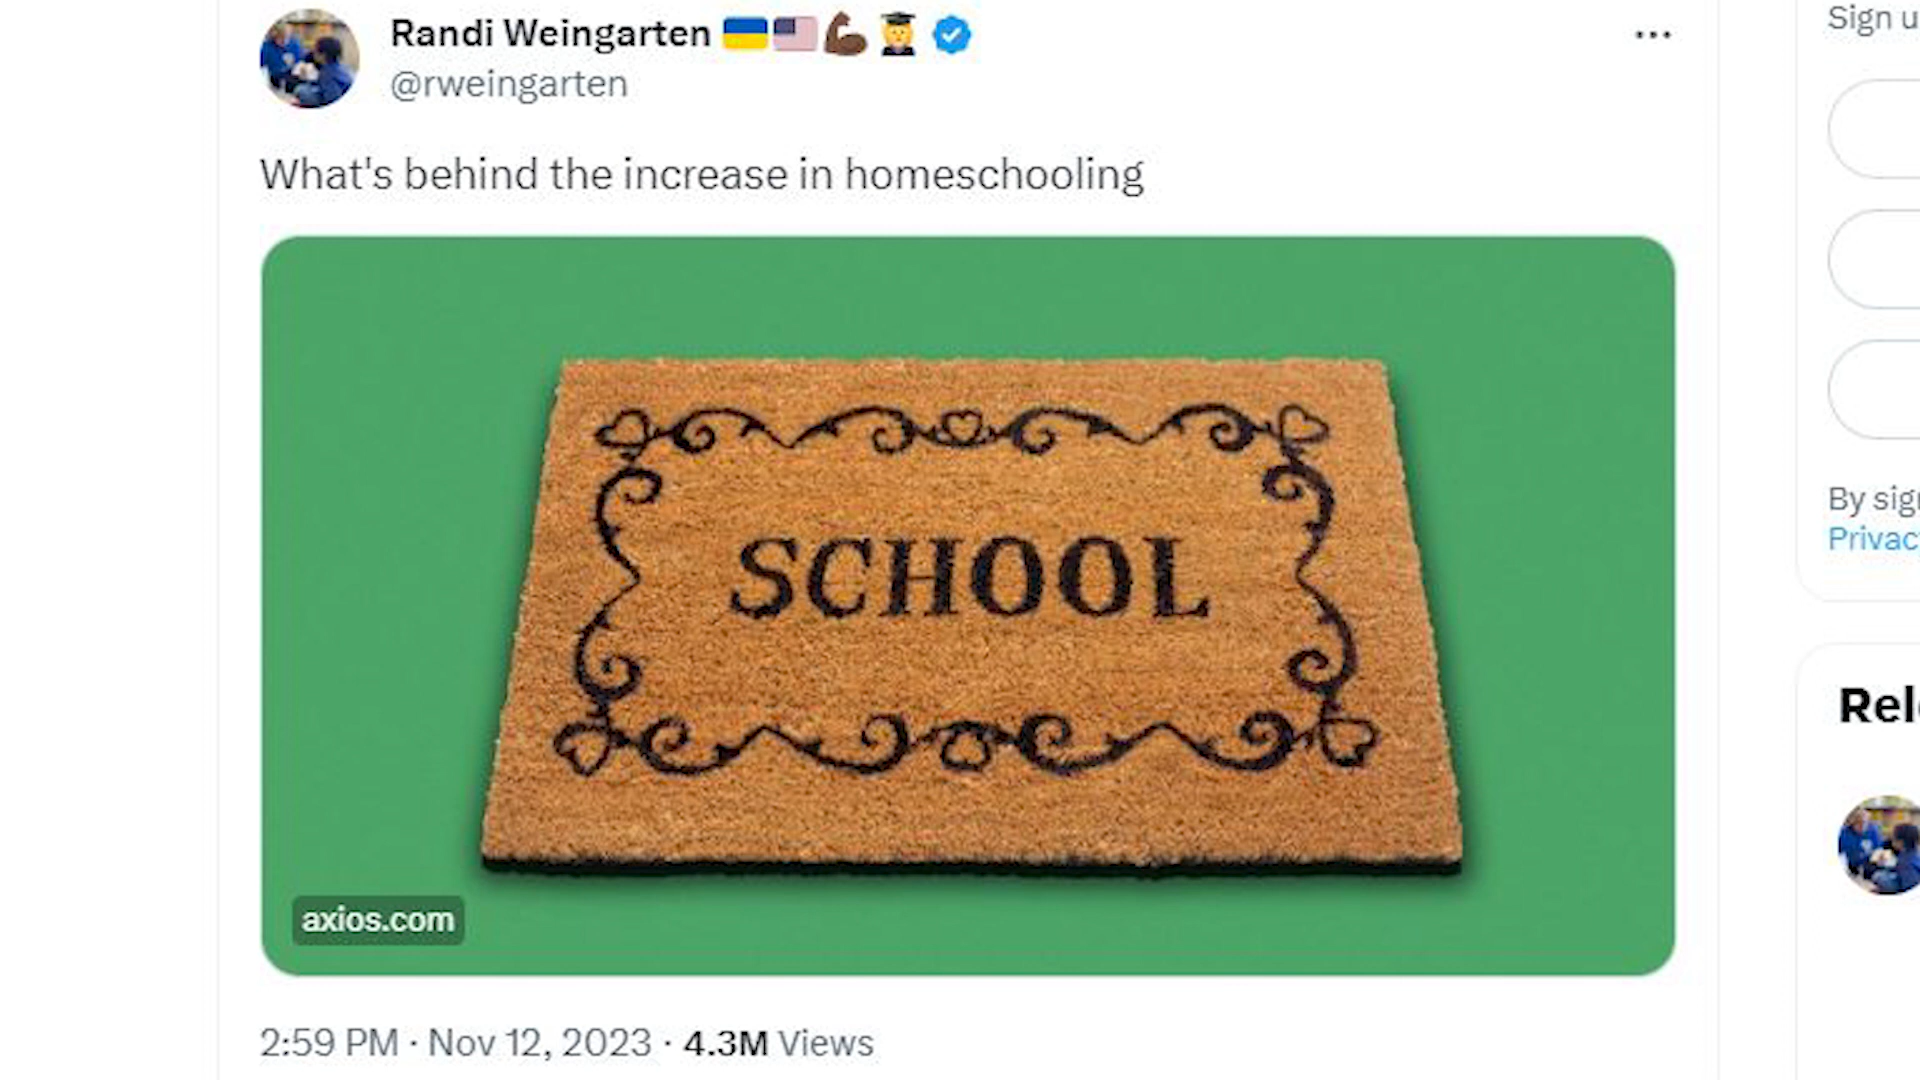 Randi Weingarten 🇺🇦🇺🇸💪🏿👩‍🎓
@rweingarten
Sign u
What's behind the increase in homeschooling
SCHOOL
By sig
Privac
Rel
axios.com
2:59 PM · Nov 12, 2023 · 4.3M Views